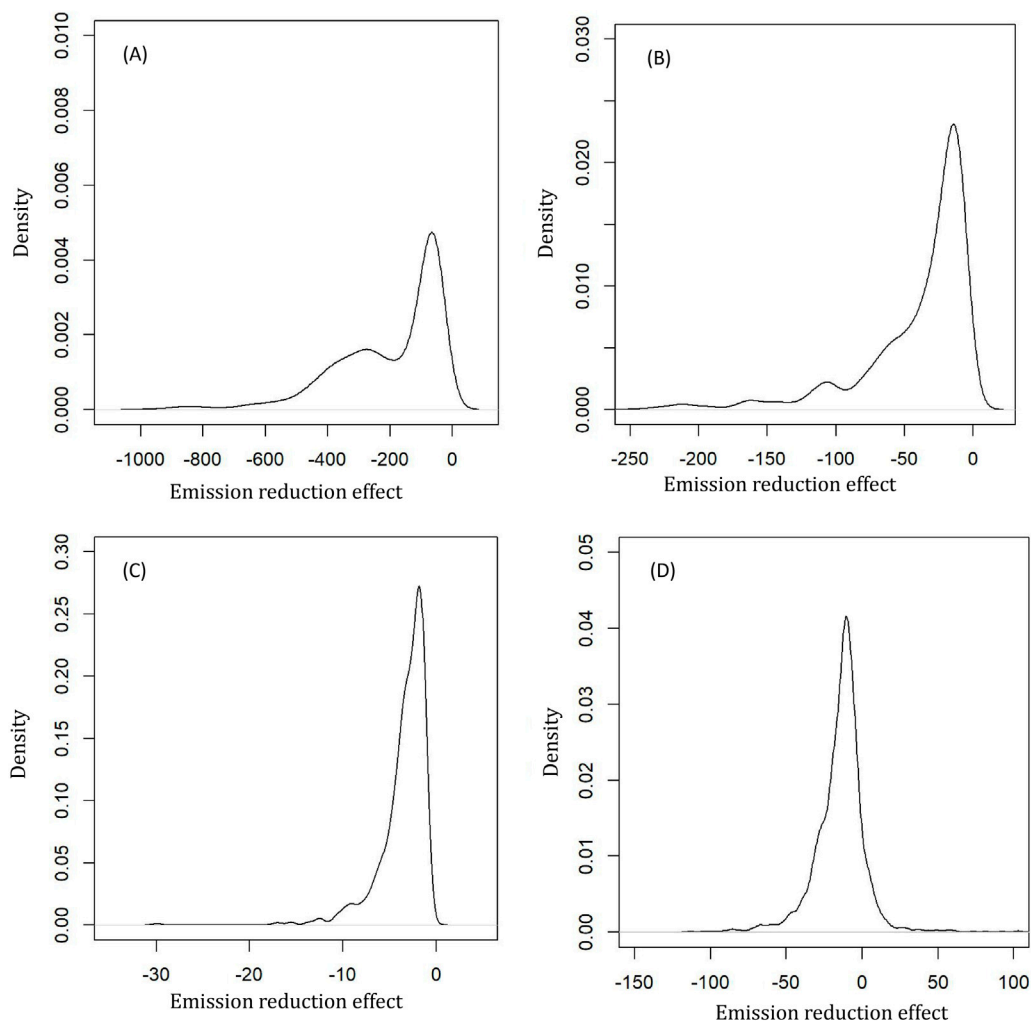 (A)
Density
0.000 0.002 0.004 0.006 0.008 0.010
-1000 -800 -600 -400 -200 0
Emission reduction effect
(B)
Density
0.000 0.010 0.020 0.030
-250 -200 -150 -100 -50 0
Emission reduction effect
(C)
Density
0.00 0.05 0.10 0.15 0.20 0.25 0.30
-30 -20 -10 0
Emission reduction effect
(D)
Density
0.00 0.01 0.02 0.03 0.04 0.05
-150 -100 -50 0 50 100
Emission reduction effect